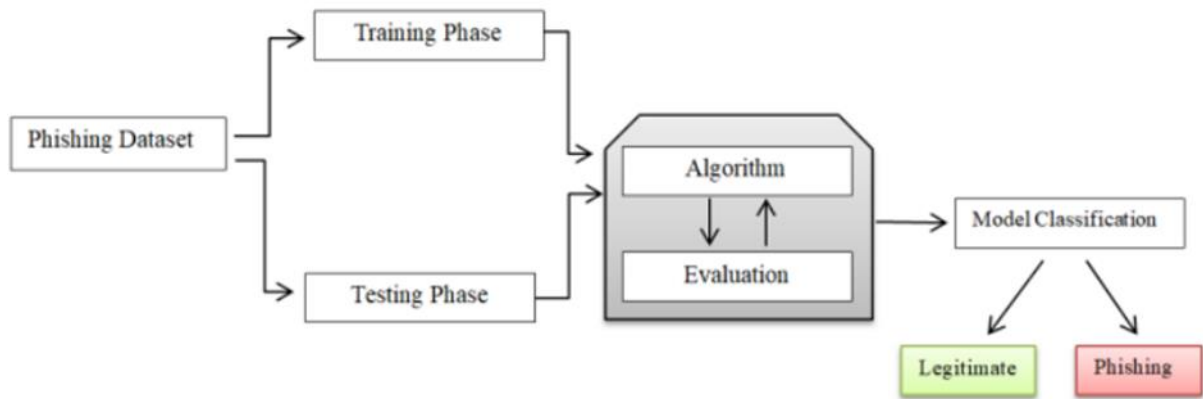 Training Phase
Phishing Dataset
Algorithm
Model Classification
Evaluation
Testing Phase
Legitimate
Phishing